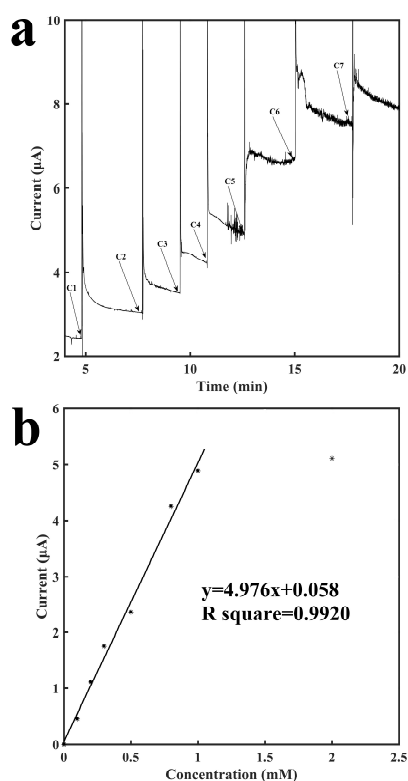 a
10
8
6
4
2
Current (μA)
C1
C2
C3
C4
C5
C6
C7
5
10
15
20
Time (min)
b
6
5
4
3
2
1
0
Current (μA)
y=4.976x+0.058
R square=0.9920
0
0.5
1
1.5
2
2.5
Concentration (mM)